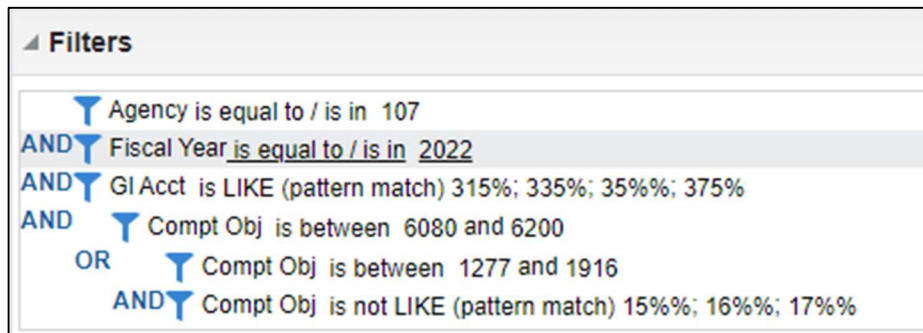 Filters
Agency is equal to / is in 107
AND Fiscal Year is equal to / is in 2022
AND Gl Acct is LIKE (pattern match) 315%; 335%; 35%%; 375%
AND Compt Obj is between 6080 and 6200
OR Compt Obj is between 1277 and 1916
AND Compt Obj is not LIKE (pattern match) 15%%; 16%%; 17%%